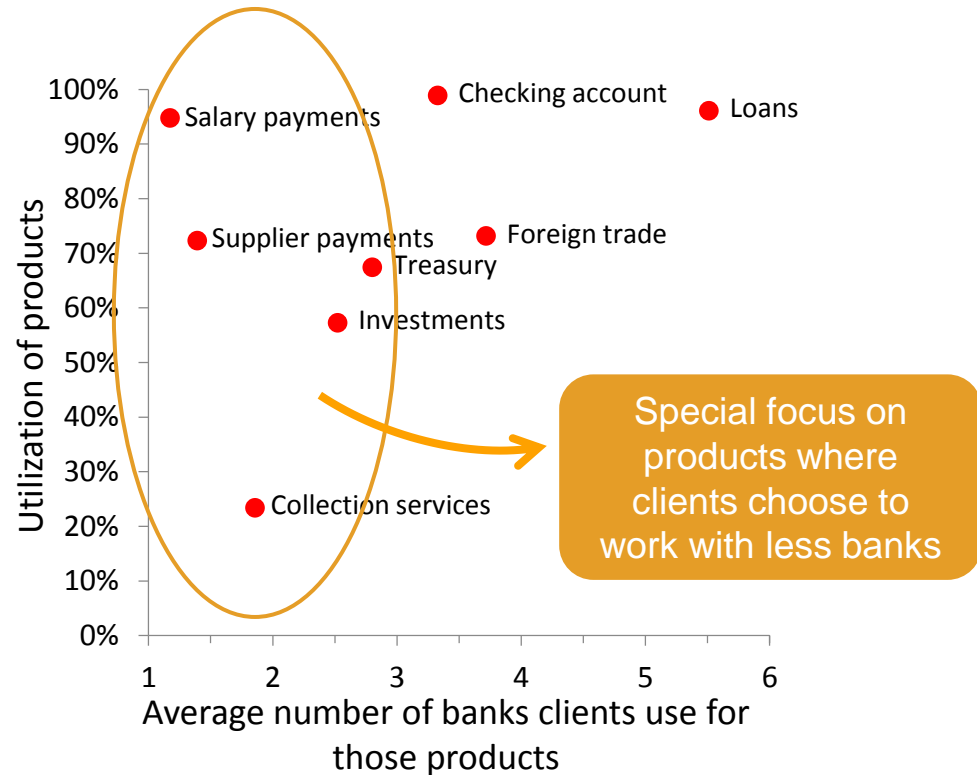 Utilization of products
100%
90%
80%
70%
60%
50%
40%
30%
20%
10%
0%
Checking account
Loans
Salary payments
Supplier payments
Foreign trade
Treasury
Investments
Collection services
Special focus on
products where
clients choose to
work with less banks
1 2 3 4 5 6
Average number of banks clients use for
those products